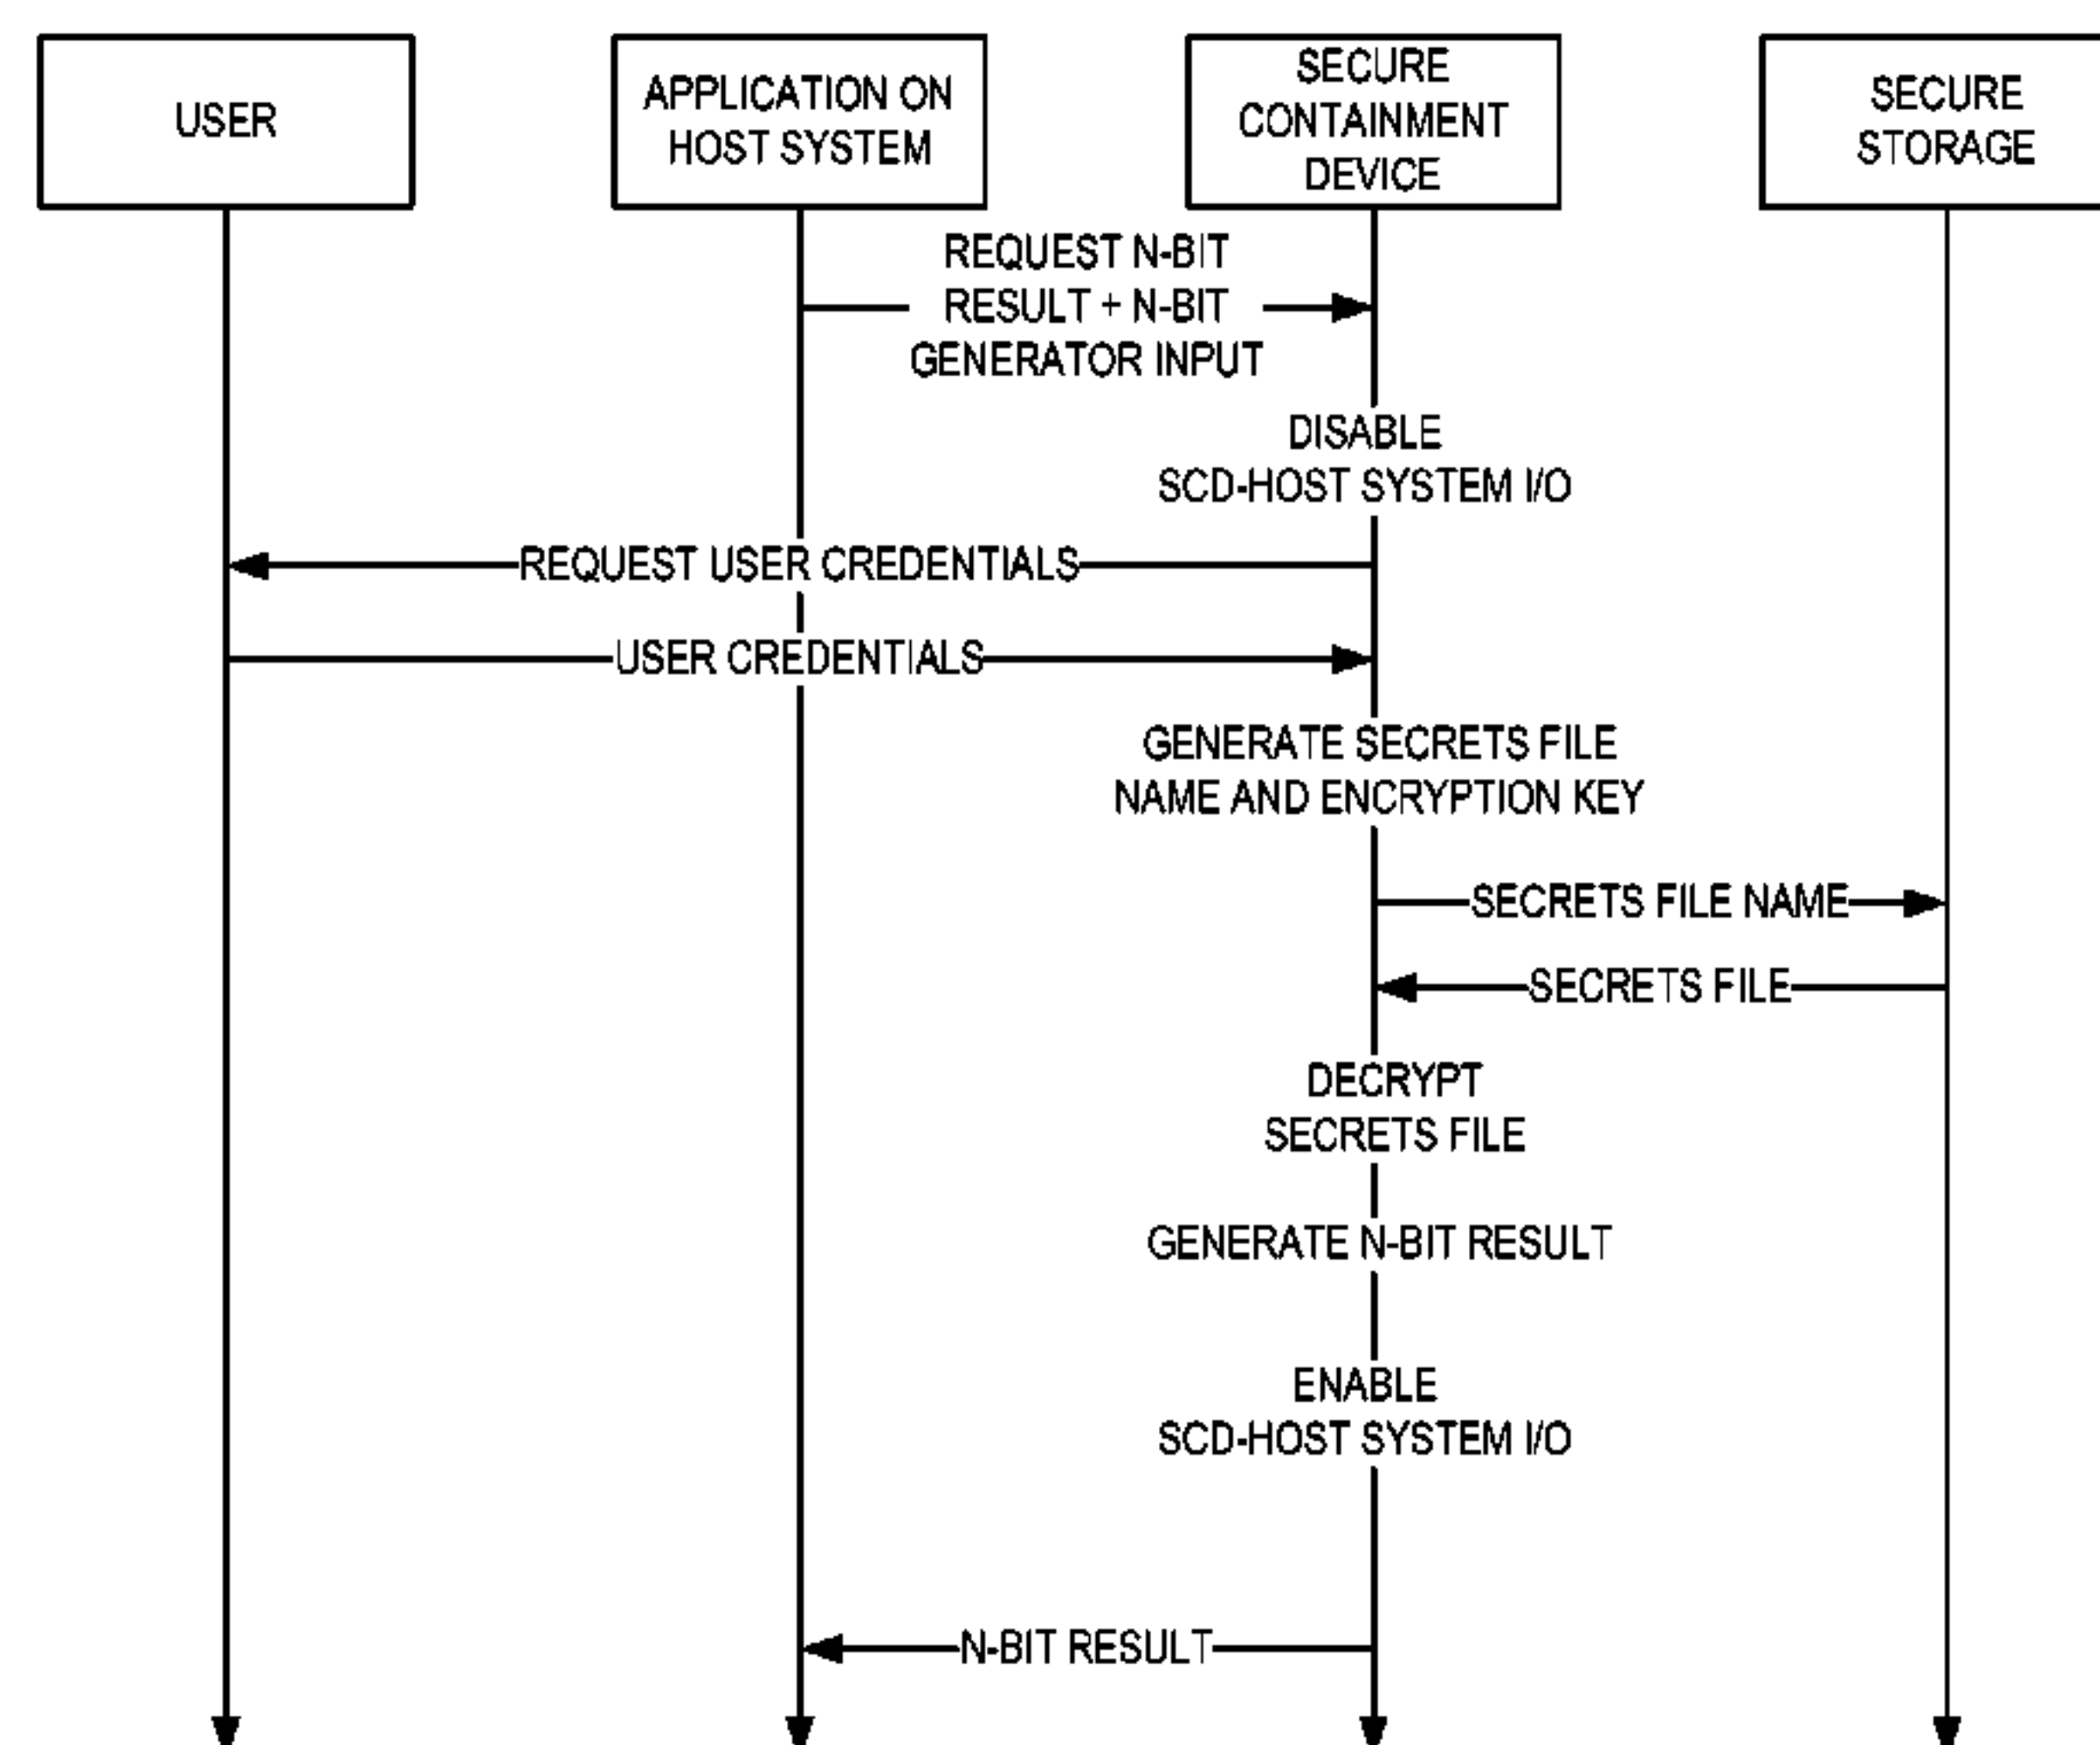 USER
APPLICATION ON
HOST SYSTEM
SECURE
CONTAINMENT
DEVICE
SECURE
STORAGE
REQUEST N-BIT
RESULT + N-BIT
GENERATOR INPUT
DISABLE
SCD-HOST SYSTEM I/O
REQUEST USER CREDENTIALS
USER CREDENTIALS
GENERATE SECRETS FILE
NAME AND ENCRYPTION KEY
SECRETS FILE NAME
SECRETS FILE
DECRYPT
SECRETS FILE
GENERATE N-BIT RESULT
ENABLE
SCD-HOST SYSTEM I/O
N-BIT RESULT